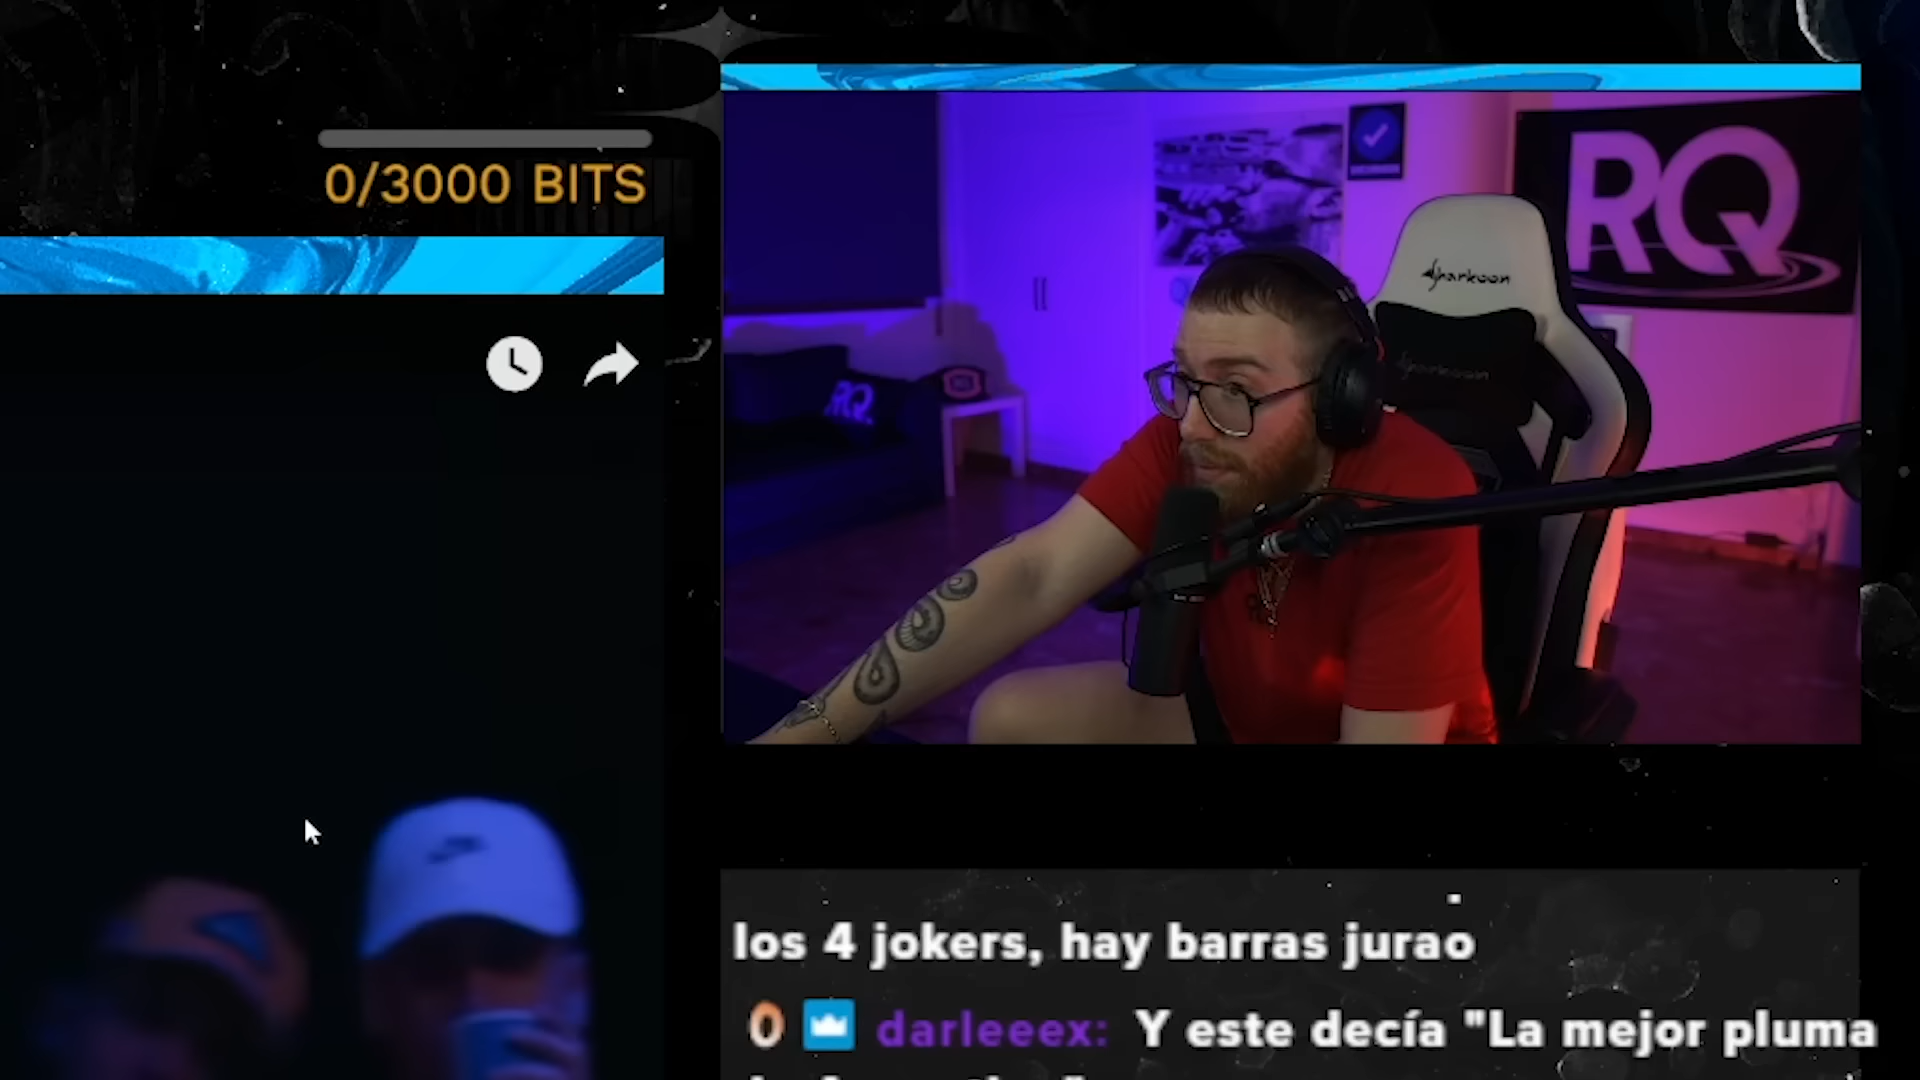 0/3000 BITS
RQ
Sharkoon
RQ
los 4 jokers, hay barras jurao
darleeex: Y este decía "La mejor pluma